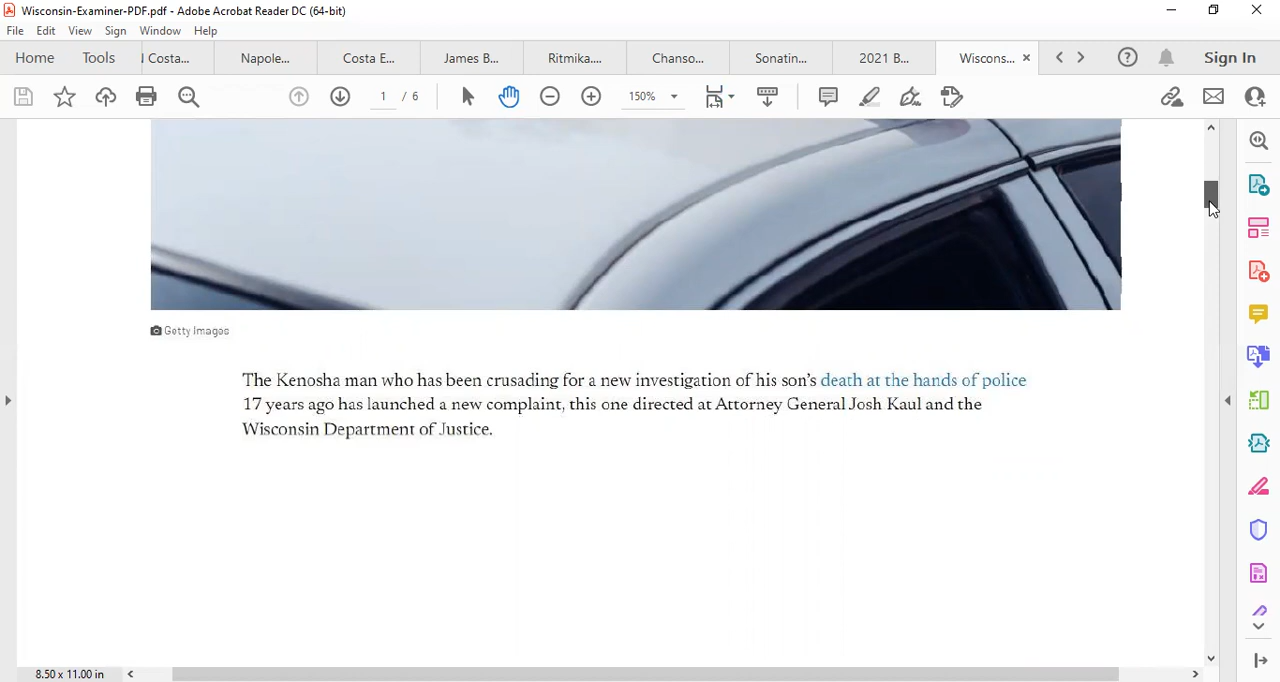 Wisconsin-Examiner-PDF.pdf - Adobe Acrobat Reader DC (64-bit)
File Edit View Sign Window Help
Home Tools l Costa... Napole... Costa E... James B... Ritmika.... Chanso... Sonatin... 2021 B... Wiscons... × Sign In
1 / 6 150%
Getty Images
The Kenosha man who has been crusading for a new investigation of his son's death at the hands of police
17 years ago has launched a new complaint, this one directed at Attorney General Josh Kaul and the
Wisconsin Department of Justice.
8.50 x 11.00 in